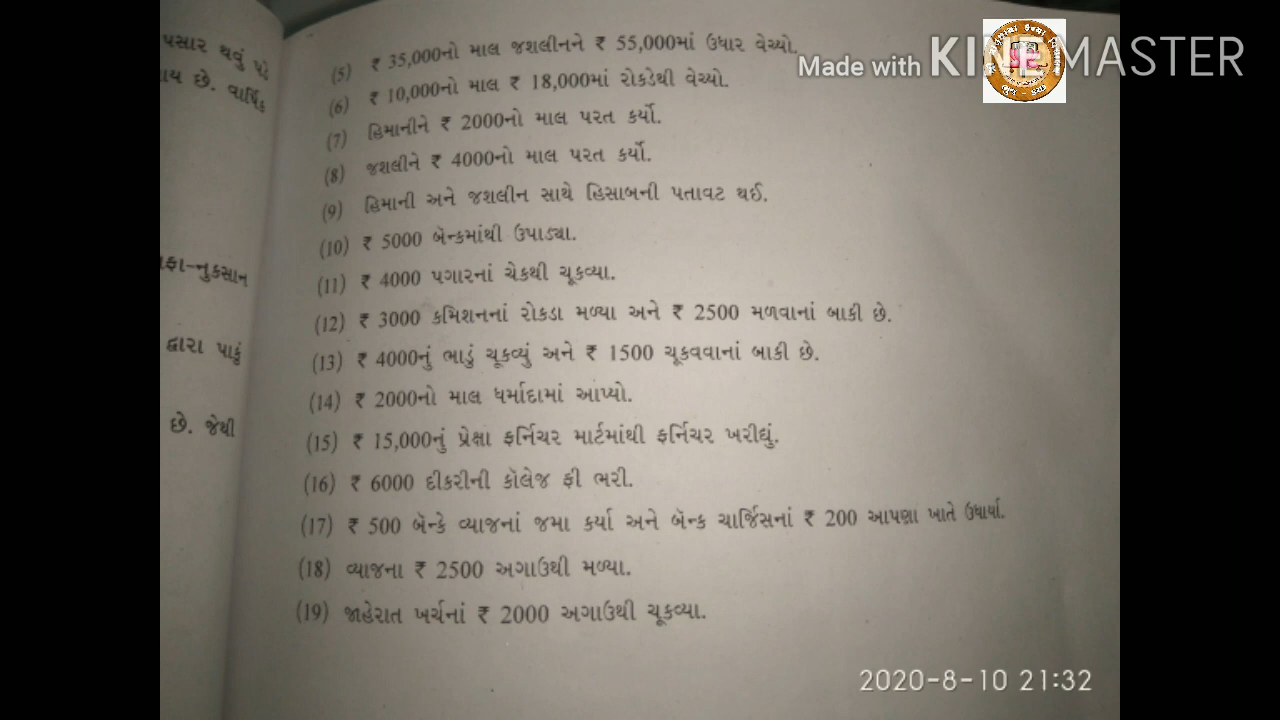 પસાર થવું પડે
ાય છે. વાર્ષિક
ફા-નુકસાન
દ્વારા પાકું
છે. જેથી
(5) ₹ 35,000નો માલ જશલીનને ₹ 55,000માં ઉધાર વેચ્યો.
(6) ₹ 10,000નો માલ ₹ 18,000માં રોકડેથી વેચ્યો.
(7) હિમાનીને ₹ 2000નો માલ પરત કર્યો.
(8) જશલીને ₹ 4000નો માલ પરત કર્યો.
(9) હિમાની અને જશલીન સાથે હિસાબની પતાવટ થઈ.
(10) ₹ 5000 બૅન્કમાંથી ઉપાડ્યા.
(11) ₹ 4000 પગારનાં ચેકથી ચૂકવ્યા.
(12) ₹ 3000 કમિશનનાં રોકડા મળ્યા અને ₹ 2500 મળવાનાં બાકી છે.
(13) ₹ 4000નું ભાડું ચૂકવ્યું અને ₹ 1500 ચૂકવવાનાં બાકી છે.
(14) ₹ 2000નો માલ ધર્માદામાં આપ્યો.
(15) ₹ 15,000નું પ્રેક્ષા ફર્નિચર માર્ટમાંથી ફર્નિચર ખરીદ્યું.
(16) ₹ 6000 દીકરીની કૉલેજ ફી ભરી.
(17) ₹ 500 બૅન્કે વ્યાજનાં જમા કર્યા અને બૅન્ક ચાર્જિસનાં ₹ 200 આપણા ખાતે ઉધાર્યા.
(18) વ્યાજના ₹ 2500 અગાઉથી મળ્યા.
(19) જાહેરાત ખર્ચનાં ₹ 2000 અગાઉથી ચૂકવ્યા.
Made with KINEMASTER
2020-8-10 21:32